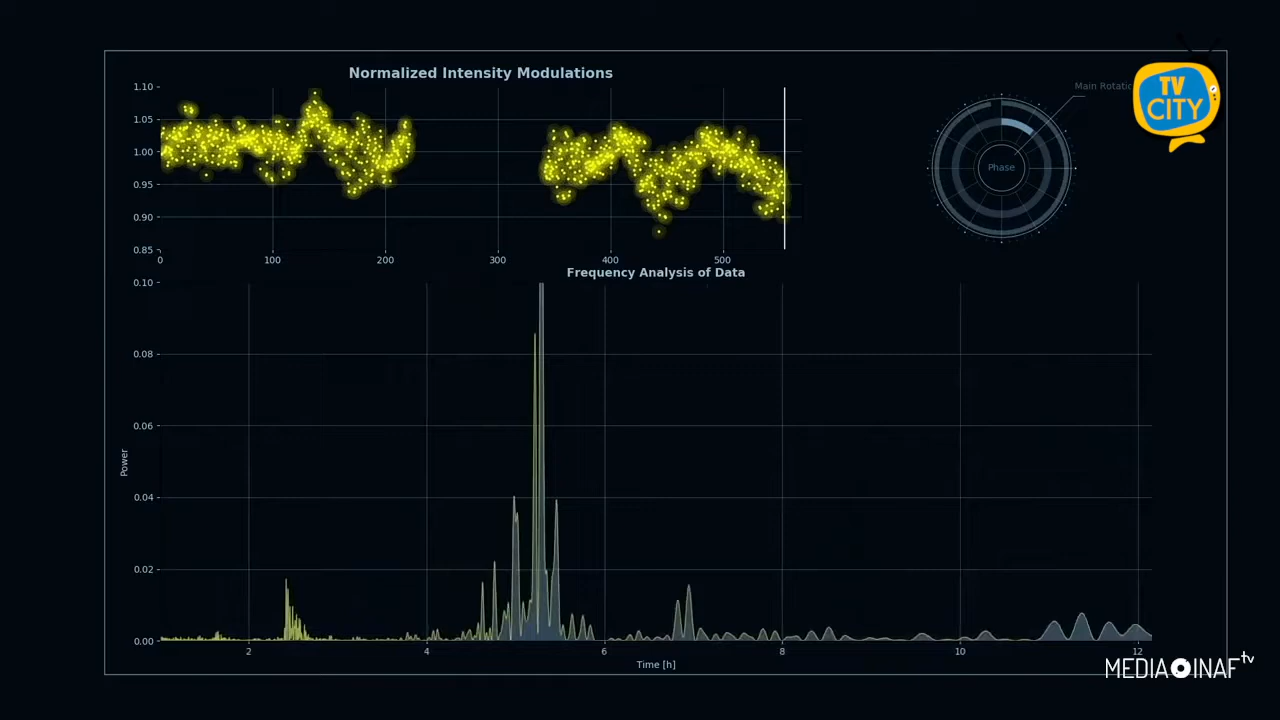 Normalized Intensity Modulations
1.10
1.05
1.00
0.95
0.90
0.85
0 100 200 300 400 500
Main Rotatio
Phase
TV
CITY
Frequency Analysis of Data
0.10
0.08
0.06
0.04
0.02
0.00
Power
2 4 6 8 10 12
Time [h]
MEDIA INAF tv